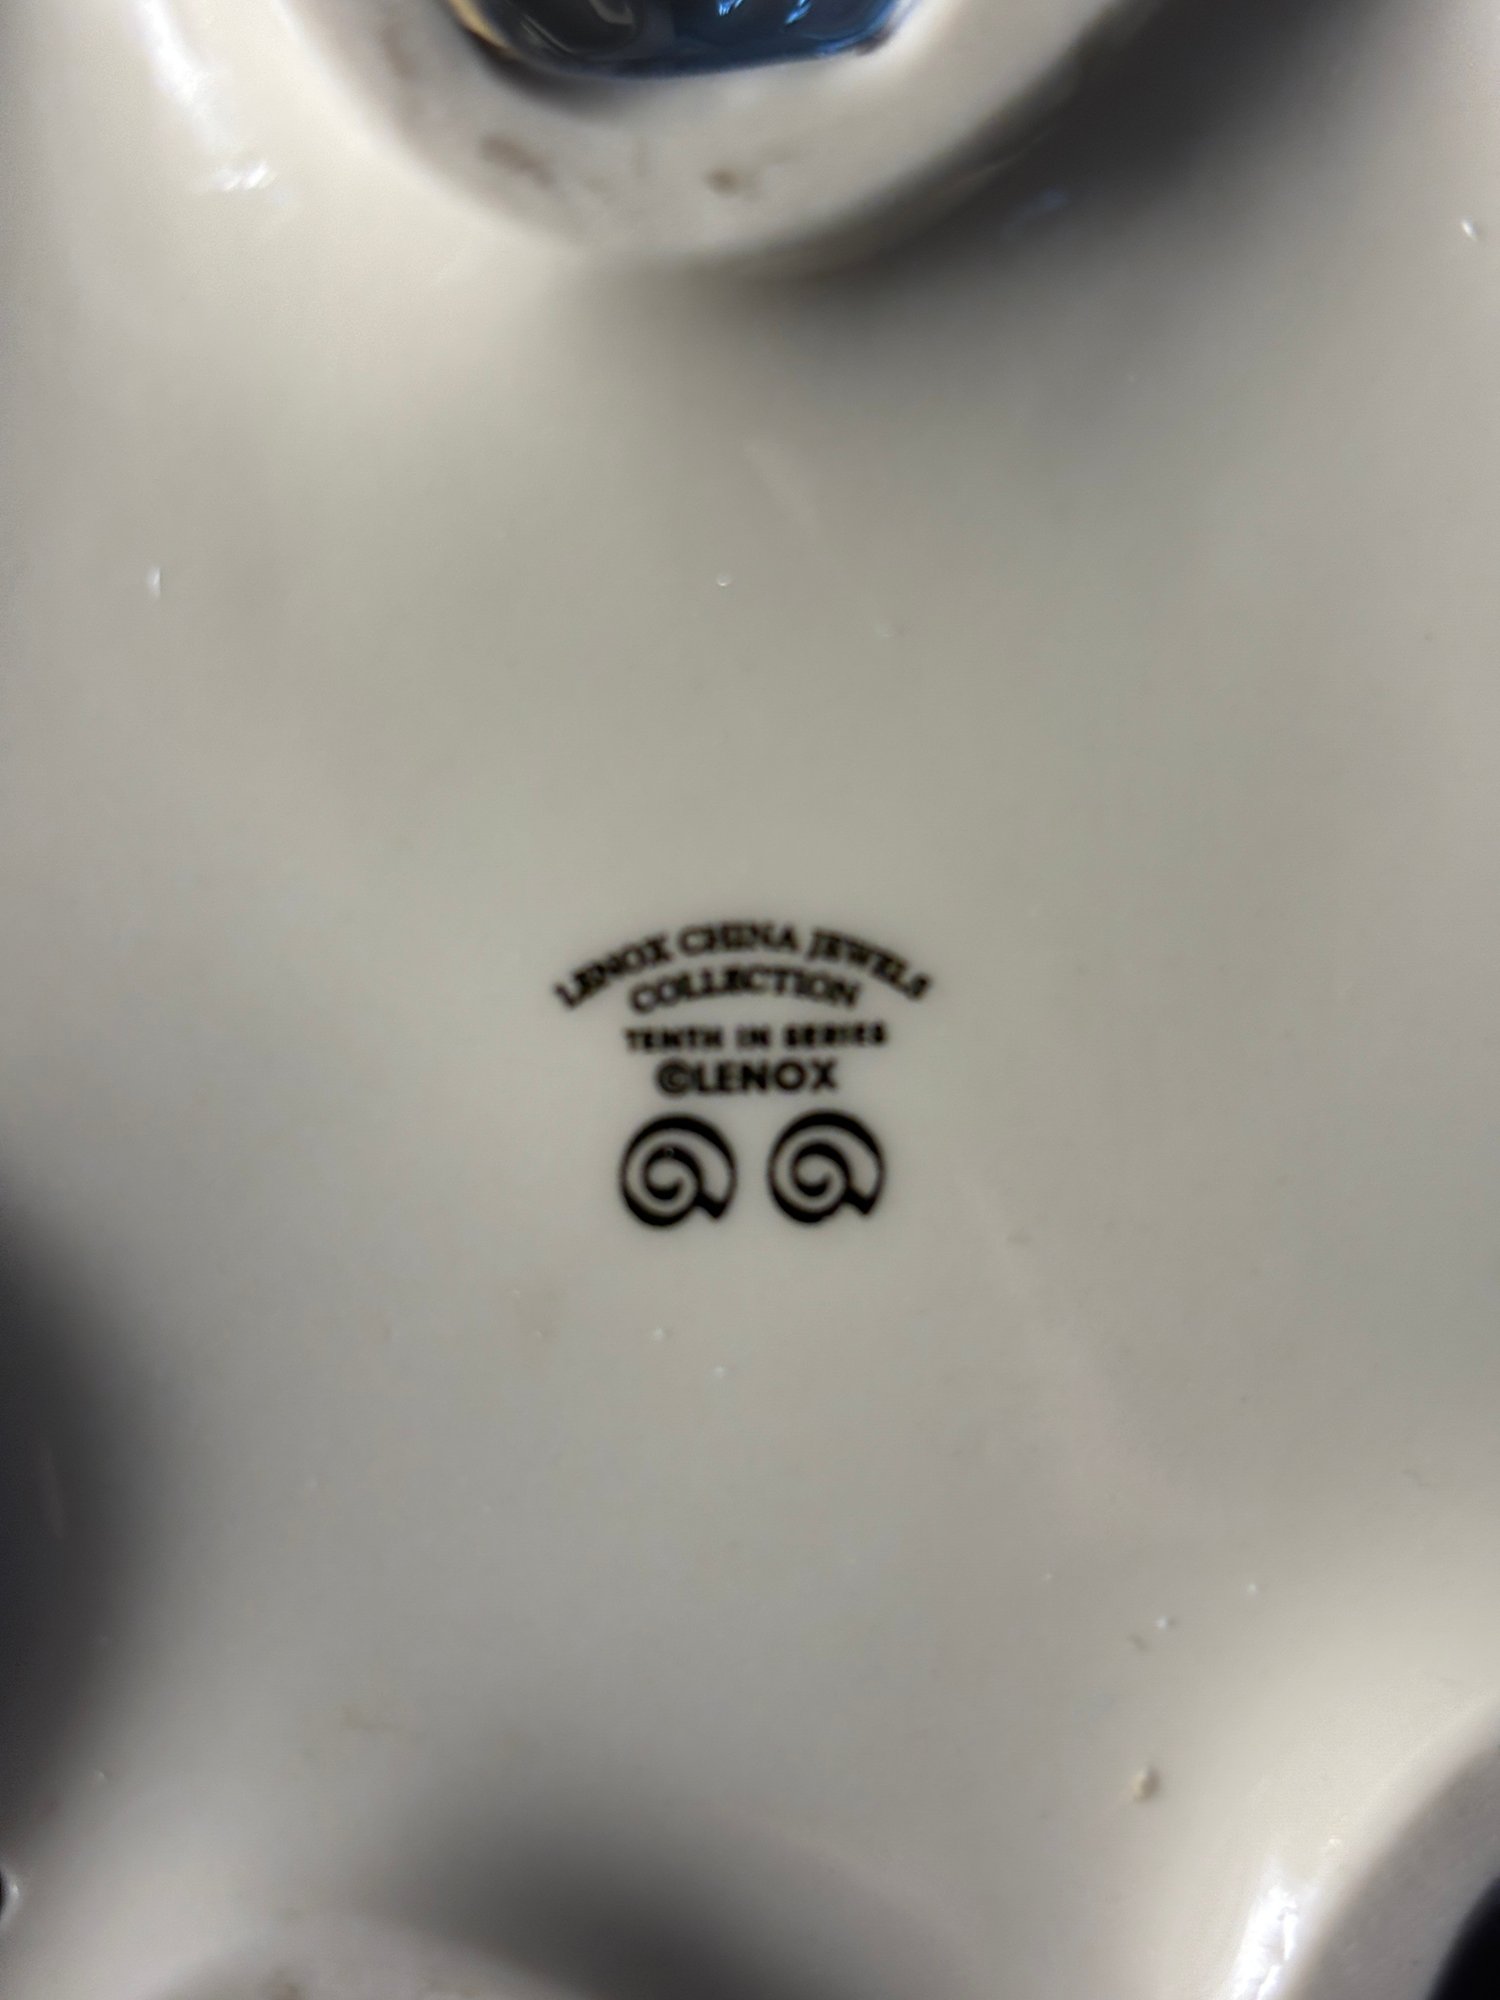 LENOX CHINA JEWELS
COLLECTION
TENTH IN SERIES
©LENOX